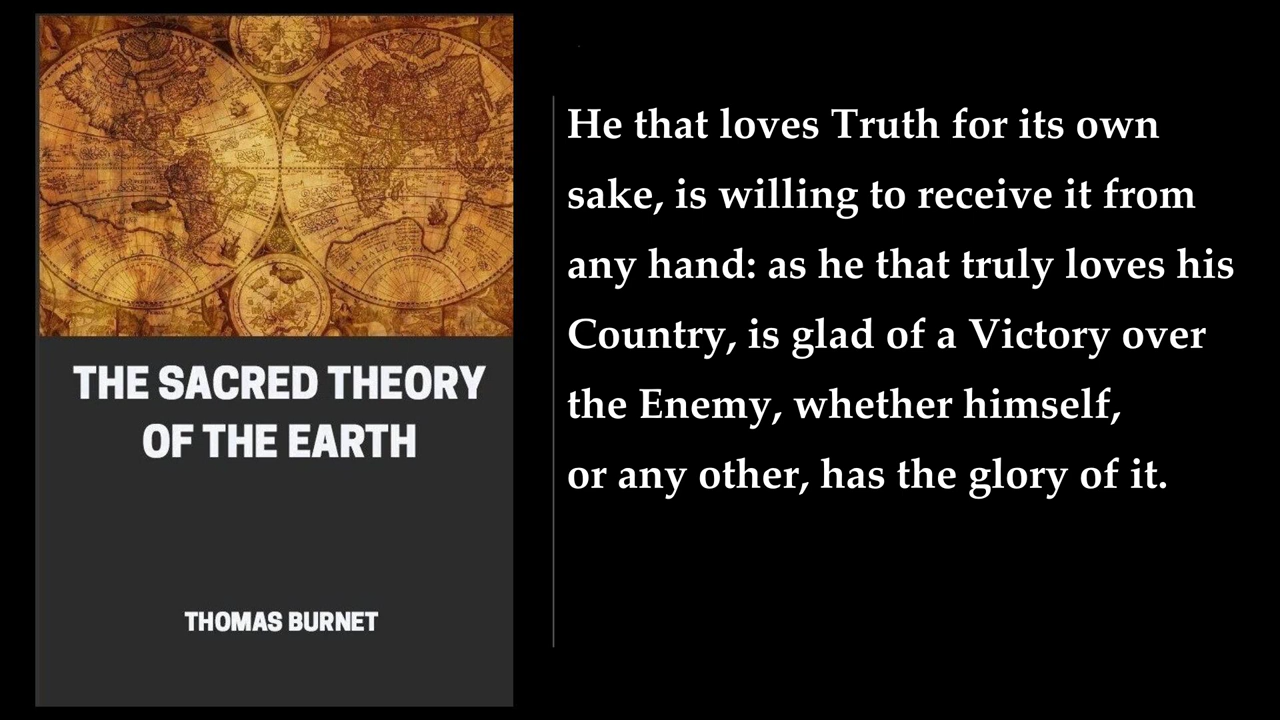 THE SACRED THEORY
OF THE EARTH
THOMAS BURNET
He that loves Truth for its own
sake, is willing to receive it from
any hand: as he that truly loves his
Country, is glad of a Victory over
the Enemy, whether himself,
or any other, has the glory of it.